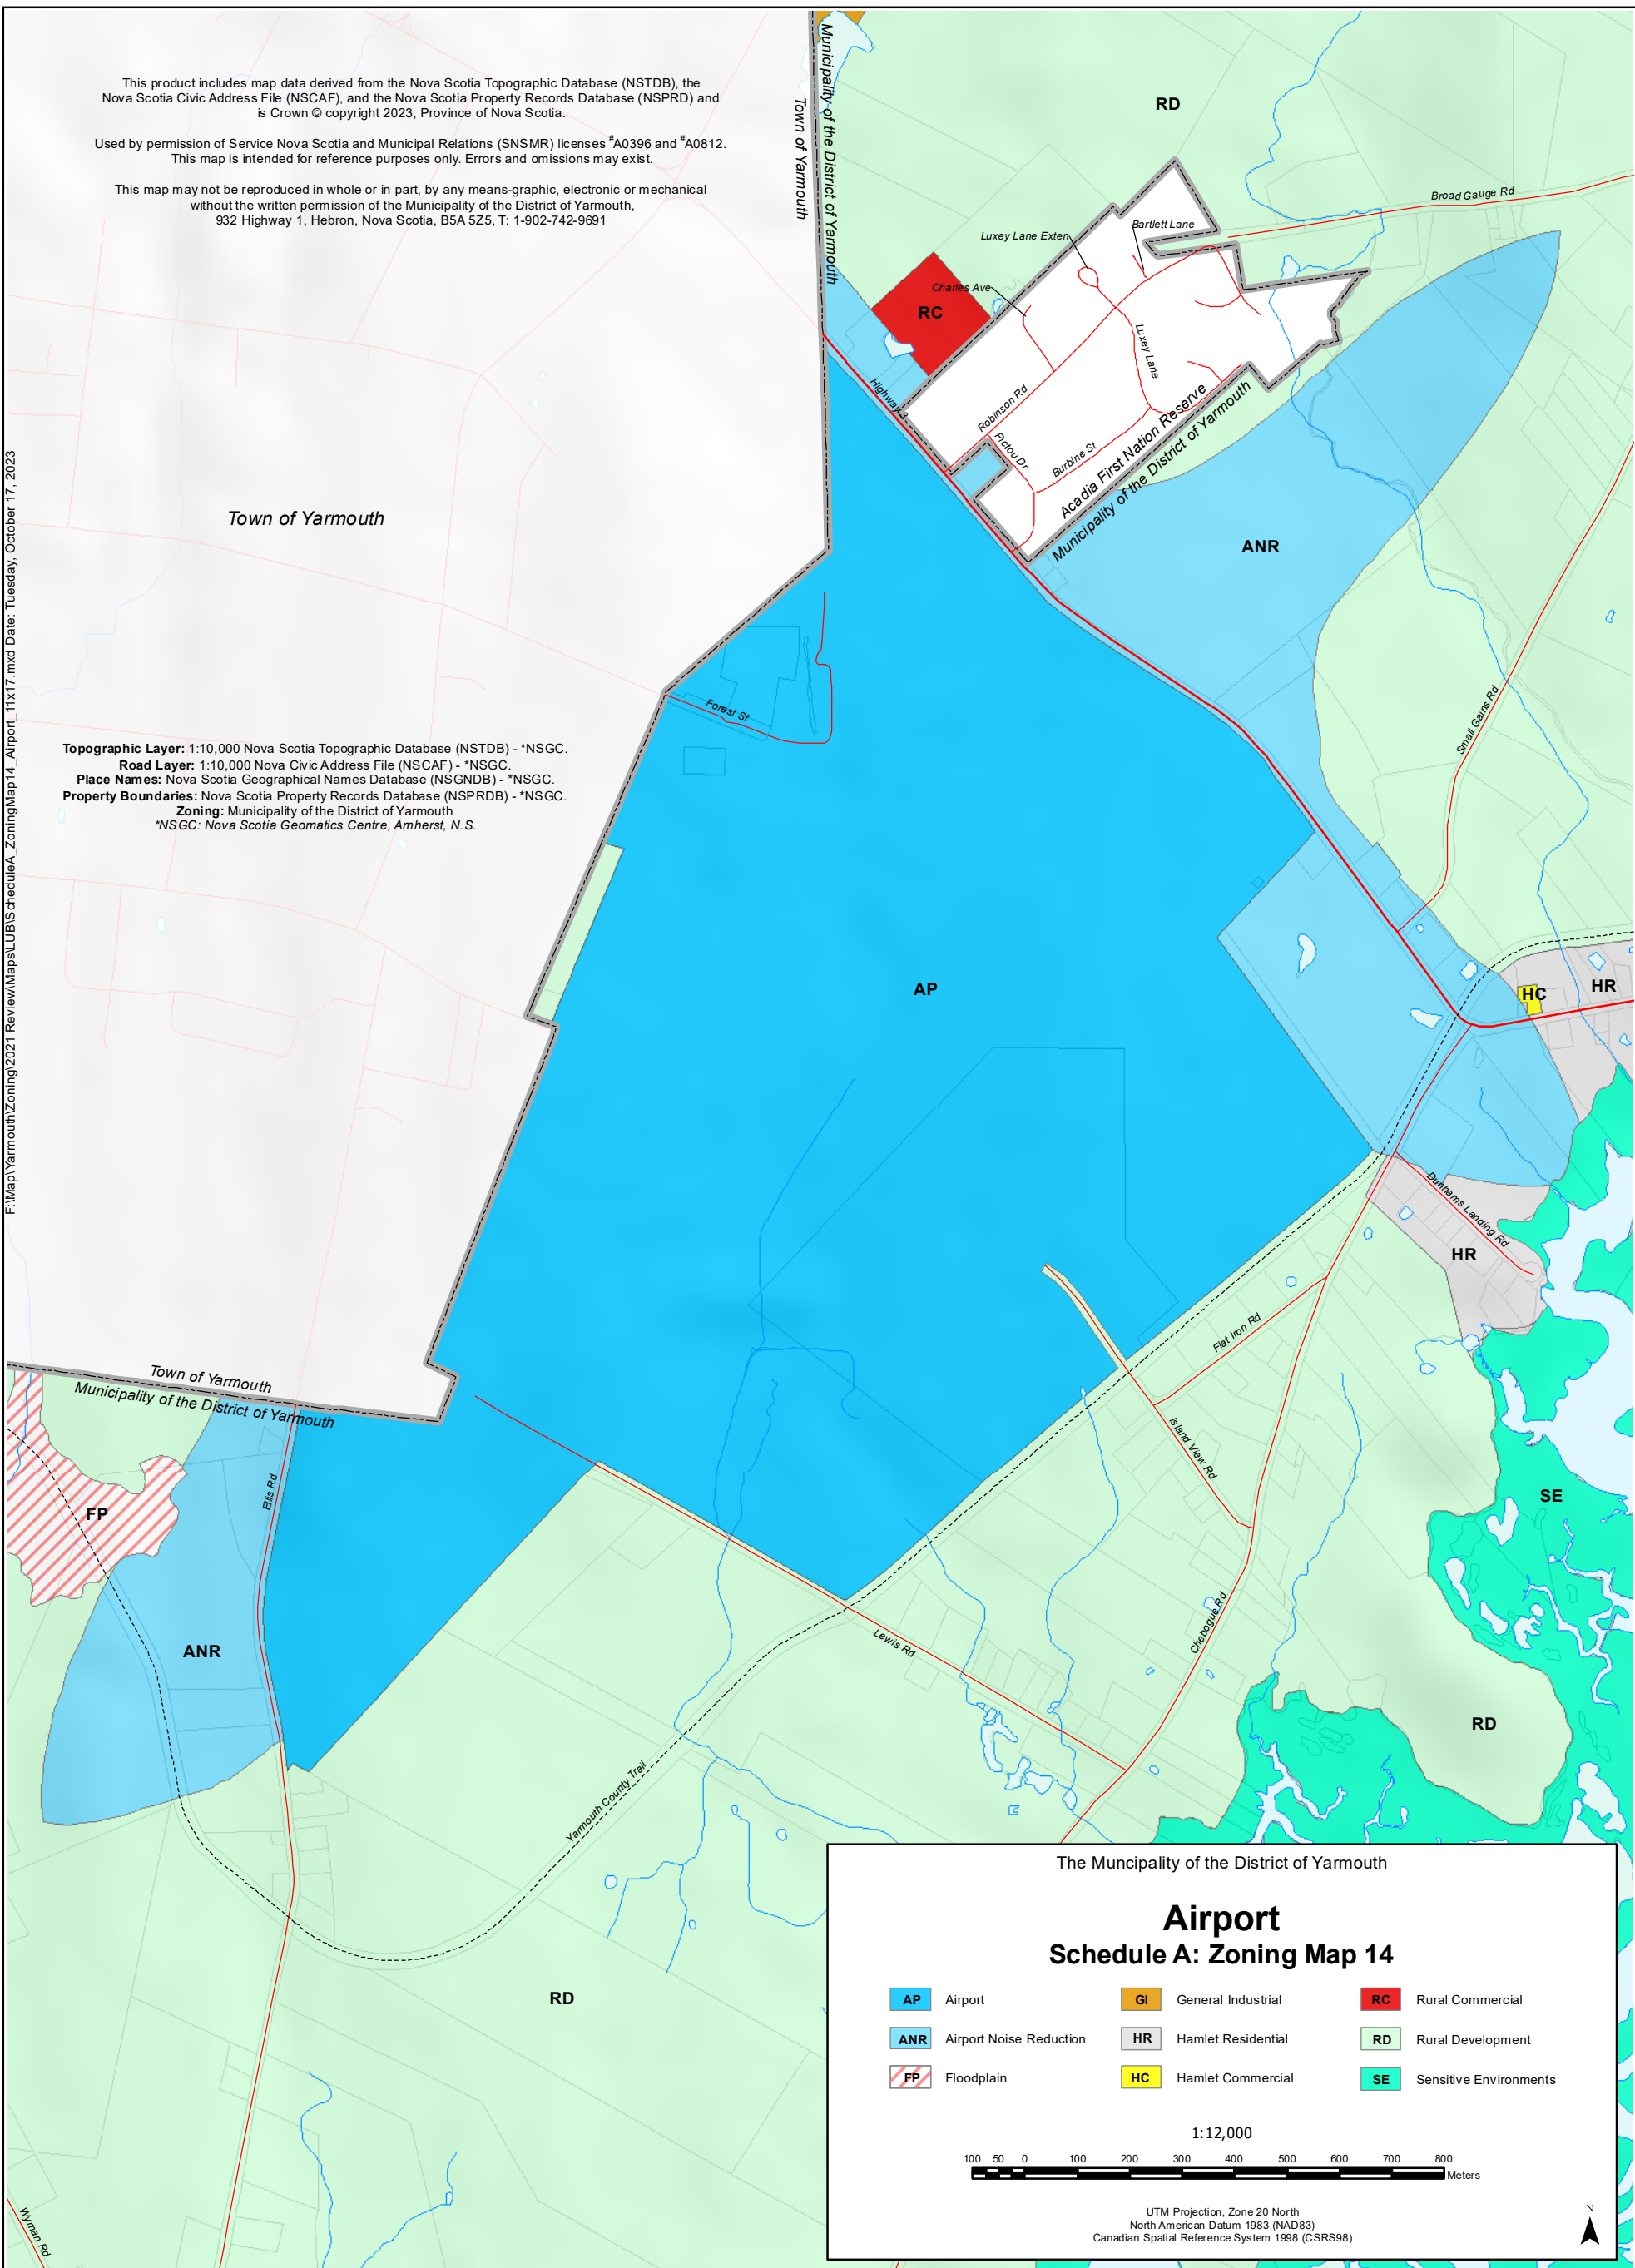 This product includes map data derived from the Nova Scotia Topographic Database (NSTDB), the
Nova Scotia Civic Address File (NSCAF), and the Nova Scotia Property Records Database (NSPRD) and
is Crown © copyright 2023, Province of Nova Scotia.
Used by permission of Service Nova Scotia and Municipal Relations (SNSMR) licenses #A0396 and #A0812.
This map is intended for reference purposes only. Errors and omissions may exist.
This map may not be reproduced in whole or in part, by any means-graphic, electronic or mechanical
without the written permission of the Municipality of the District of Yarmouth,
932 Highway 1, Hebron, Nova Scotia, B5A 5Z5, T: 1-902-742-9691
Town of Yarmouth
Municipality of the District of Yarmouth
RD
Broad Gauge Rd
Bartlett Lane
Luxey Lane Exten
Charles Ave
RC
Luxey Lane
Highway 3
Robinson Rd
Pictou Dr
Burbine St
Acadia First Nation Reserve
Municipality of the District of Yarmouth
Town of Yarmouth
ANR
F:\Map\Yarmouth\Zoning\2021 Review\Maps\LUB\ScheduleA_ZoningMap14_Airport_11x17.mxd Date: Tuesday, October 17, 2023
Forest St
Small Gains Rd
Topographic Layer: 1:10,000 Nova Scotia Topographic Database (NSTDB) - *NSGC.
Road Layer: 1:10,000 Nova Civic Address File (NSCAF) - *NSGC.
Place Names: Nova Scotia Geographical Names Database (NSGNDB) - *NSGC.
Property Boundaries: Nova Scotia Property Records Database (NSPRDB) - *NSGC.
Zoning: Municipality of the District of Yarmouth
*NSGC: Nova Scotia Geomatics Centre, Amherst, N.S.
AP
HC
HR
Dunhams Landing Rd
HR
Flat Iron Rd
Town of Yarmouth
Municipality of the District of Yarmouth
Island View Rd
Ellis Rd
FP
SE
Chebogue Rd
Lewis Rd
ANR
RD
Yarmouth County Trail
RD
Wyman Rd
The Muncipality of the District of Yarmouth
Airport
Schedule A: Zoning Map 14
AP Airport
GI General Industrial
RC Rural Commercial
ANR Airport Noise Reduction
HR Hamlet Residential
RD Rural Development
FP Floodplain
HC Hamlet Commercial
SE Sensitive Environments
1:12,000
100 50 0 100 200 300 400 500 600 700 800
Meters
UTM Projection, Zone 20 North
North American Datum 1983 (NAD83)
Canadian Spatial Reference System 1998 (CSRS98)
N